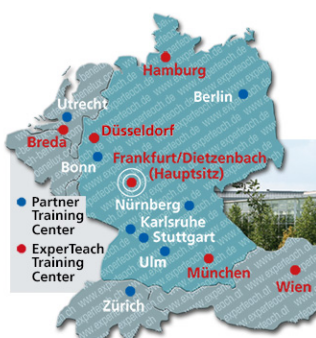 Hamburg
Berlin
Utrecht
Breda
Düsseldorf
Bonn
Frankfurt/Dietzenbach
(Hauptsitz)
Nürnberg
Karlsruhe
Stuttgart
Ulm
München
Wien
Zürich
Partner
Training
Center
ExperTeach
Training
Center